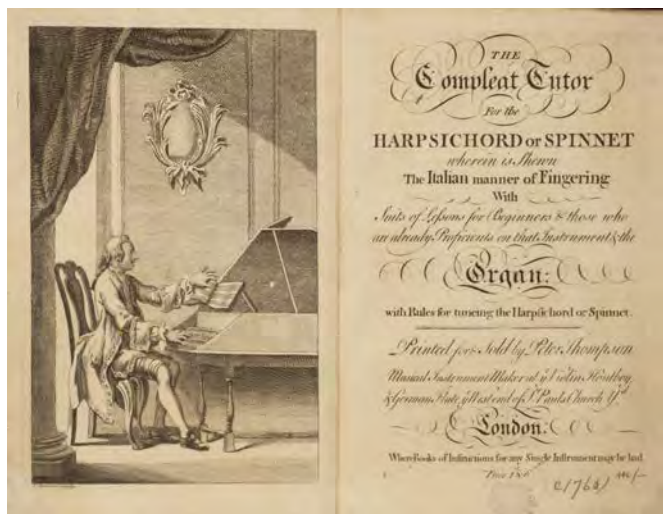 THE
Compleat Tutor
For the
HARPSICHORD or SPINNET
wherein is Shewn
The Italian manner of Fingering
With
Suits of Lessons for Beginners & those who
are already Proficients on that Instrument & the
Organ:
with Rules for tuneing the Harpsichord or Spinnet.
Printed for & Sold by Peter Thompson
Musical Instrument Maker at ye Violin Hautboy
& German Flute, ye West end of St. Pauls Church Yd.
London:
Where Books of Instructions for any Single Instrument may be had
Price
c1760